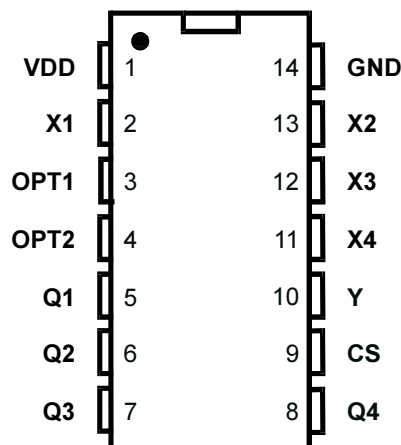 VDD 1 14 GND
X1 2 13 X2
OPT1 3 12 X3
OPT2 4 11 X4
Q1 5 10 Y
Q2 6 9 CS
Q3 7 8 Q4